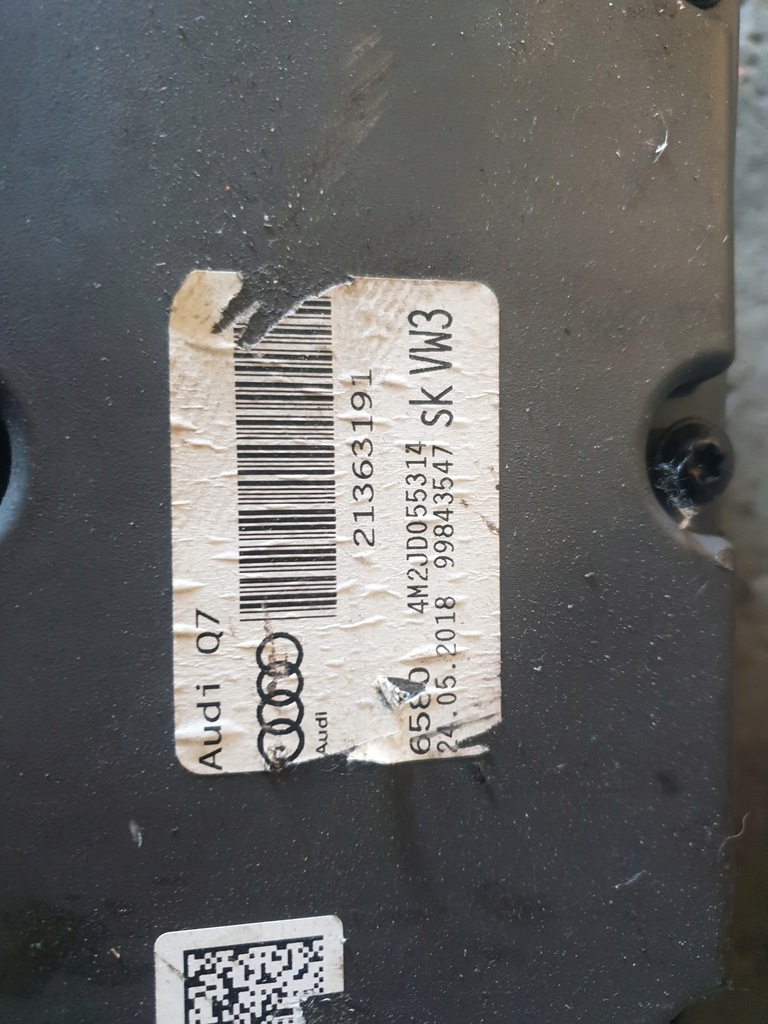 Audi Q7
21363191
Audi
6580 4M2JD055314
24.05.2018 99843547 SK VW3